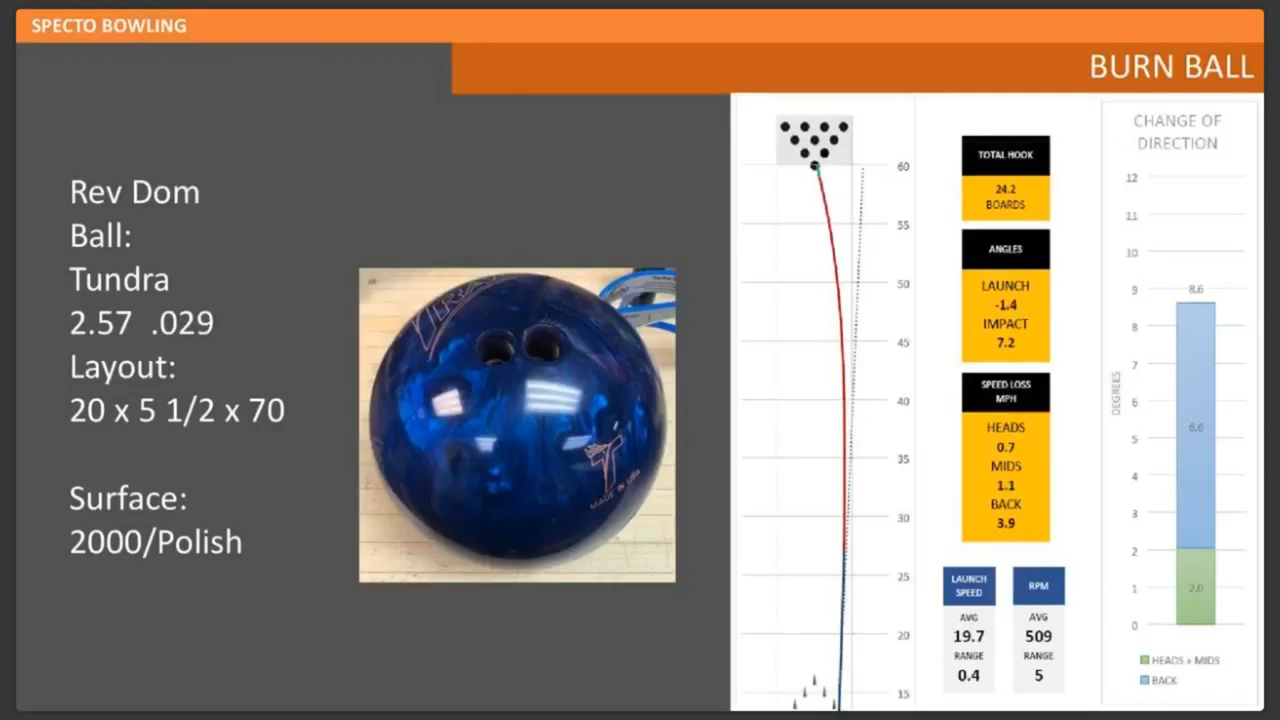 SPECTO BOWLING
BURN BALL
Rev Dom
Ball:
Tundra
2.57 .029
Layout:
20 x 5 1/2 x 70
Surface:
2000/Polish
MADE IN USA
60
55
50
45
40
35
30
25
20
15
TOTAL HOOK
24.2
BOARDS
ANGLES
LAUNCH
-1.4
IMPACT
7.2
SPEED LOSS
MPH
HEADS
0.7
MIDS
1.1
BACK
3.9
LAUNCH
SPEED
AVG
19.7
RANGE
0.4
RPM
AVG
509
RANGE
5
CHANGE OF
DIRECTION
DEGREES
12
11
10
9
8
7
6
5
4
3
2
1
0
8.6
6.6
2.0
HEADS + MIDS
BACK